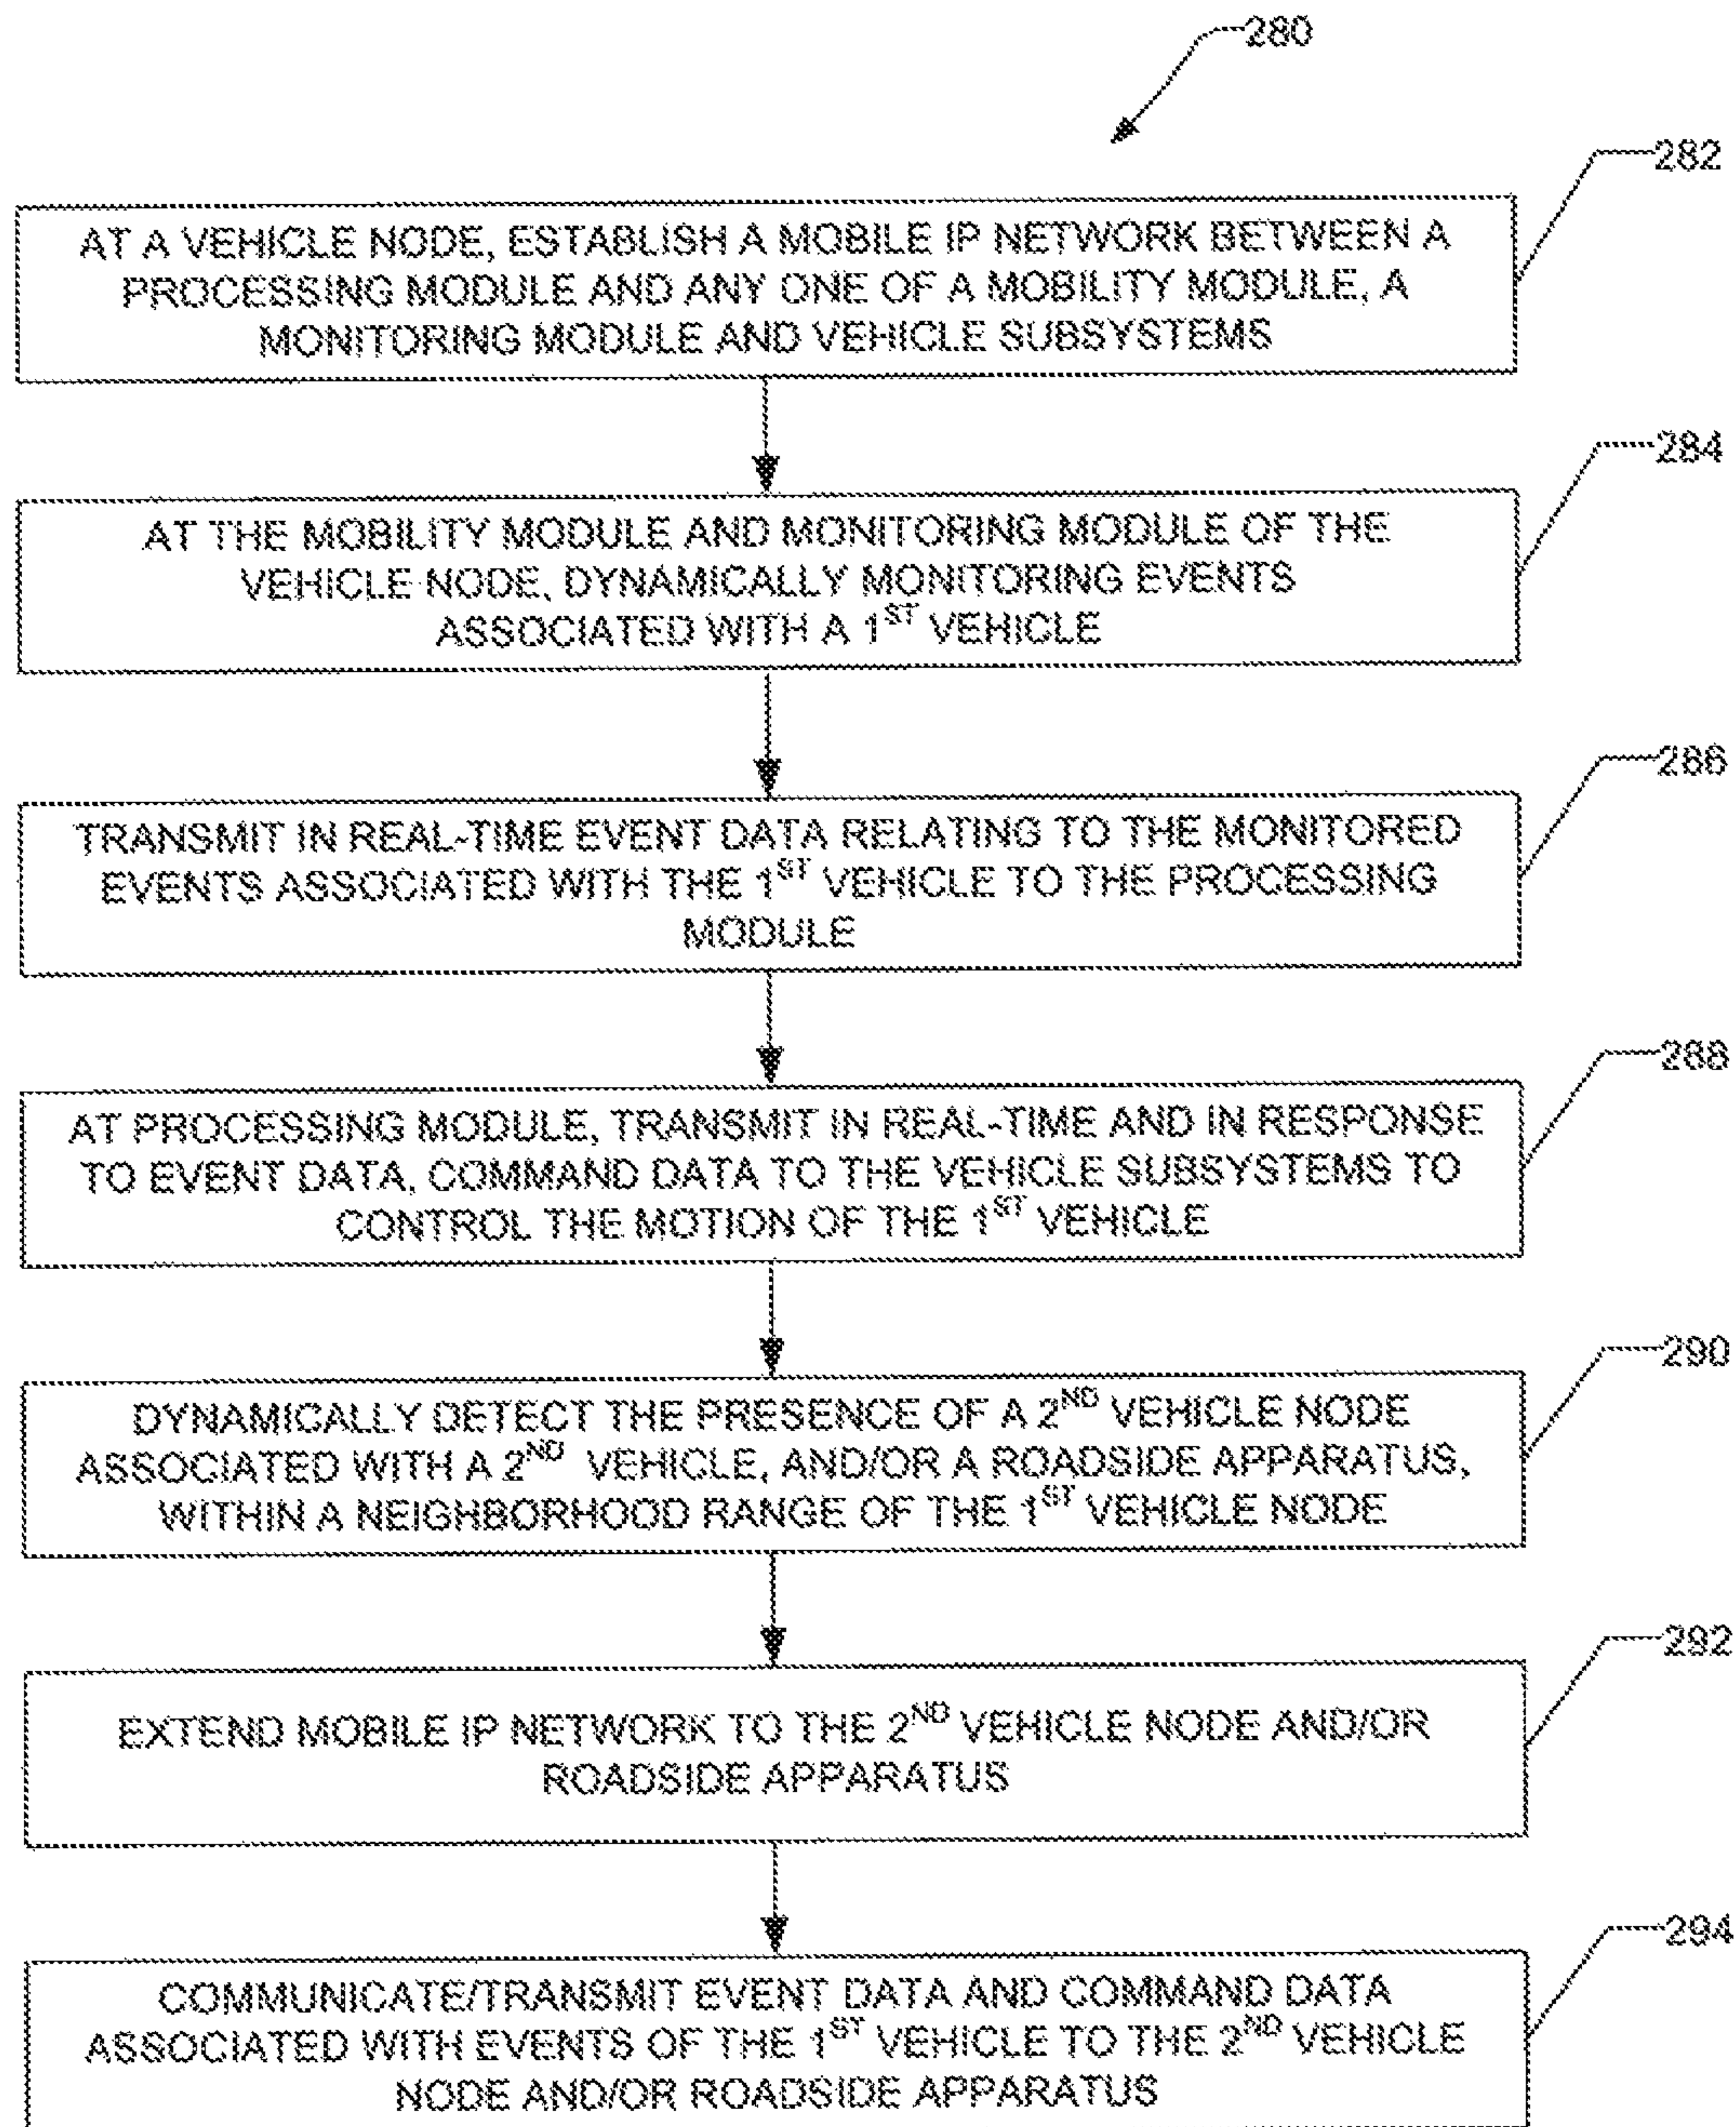 280
282
AT A VEHICLE NODE, ESTABLISH A MOBILE IP NETWORK BETWEEN A
PROCESSING MODULE AND ANY ONE OF A MOBILITY MODULE, A
MONITORING MODULE AND VEHICLE SUBSYSTEMS
284
AT THE MOBILITY MODULE AND MONITORING MODULE OF THE
VEHICLE NODE, DYNAMICALLY MONITORING EVENTS
ASSOCIATED WITH A 1ST VEHICLE
286
TRANSMIT IN REAL-TIME EVENT DATA RELATING TO THE MONITORED
EVENTS ASSOCIATED WITH THE 1ST VEHICLE TO THE PROCESSING
MODULE
288
AT PROCESSING MODULE, TRANSMIT IN REAL-TIME AND IN RESPONSE
TO EVENT DATA, COMMAND DATA TO THE VEHICLE SUBSYSTEMS TO
CONTROL THE MOTION OF THE 1ST VEHICLE
290
DYNAMICALLY DETECT THE PRESENCE OF A 2ND VEHICLE NODE
ASSOCIATED WITH A 2ND VEHICLE, AND/OR A ROADSIDE APPARATUS,
WITHIN A NEIGHBORHOOD RANGE OF THE 1ST VEHICLE NODE
292
EXTEND MOBILE IP NETWORK TO THE 2ND VEHICLE NODE AND/OR
ROADSIDE APPARATUS
294
COMMUNICATE/TRANSMIT EVENT DATA AND COMMAND DATA
ASSOCIATED WITH EVENTS OF THE 1ST VEHICLE TO THE 2ND VEHICLE
NODE AND/OR ROADSIDE APPARATUS